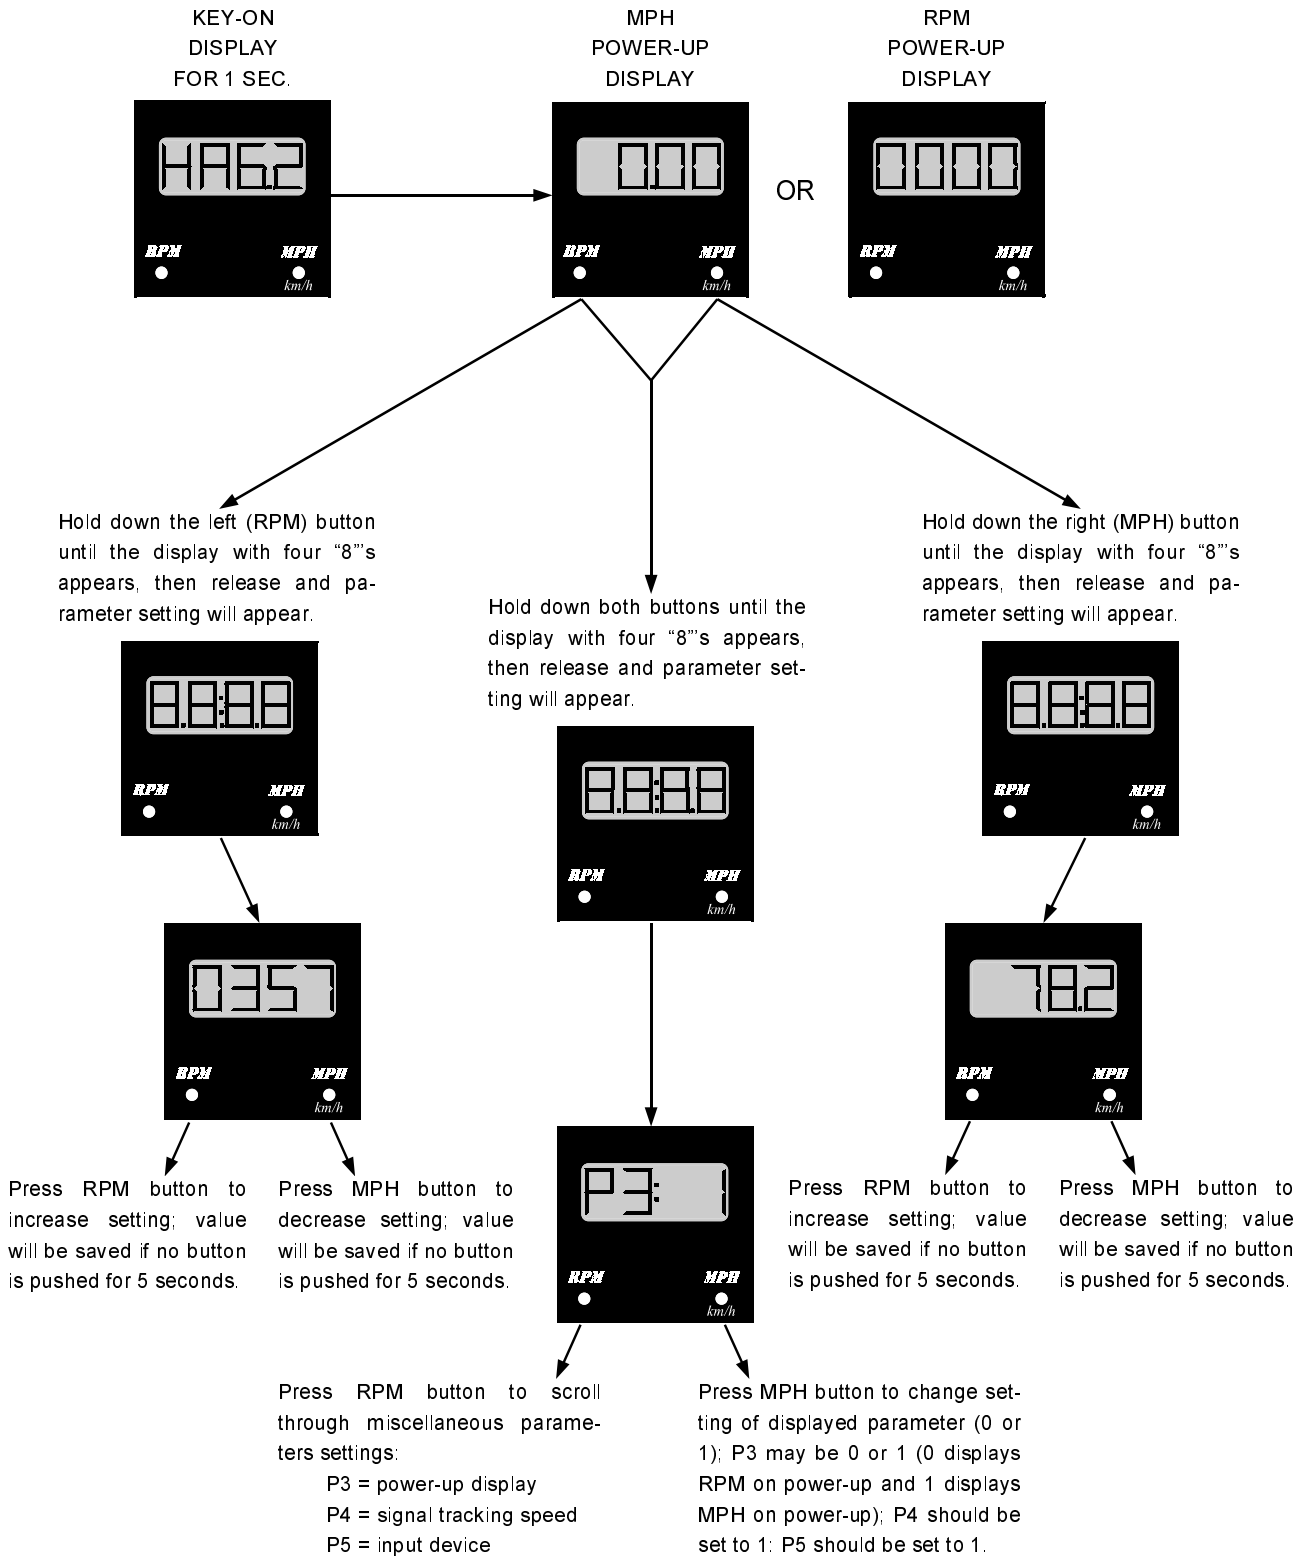 KEY-ON
DISPLAY
FOR 1 SEC.
MPH
POWER-UP
DISPLAY
RPM
POWER-UP
DISPLAY
HA6.2
RPM MPH
km/h
0.00
RPM MPH
km/h
OR
0000
RPM MPH
km/h
Hold down the left (RPM) button
until the display with four “8”’s
appears, then release and pa-
rameter setting will appear.
Hold down both buttons until the
display with four “8”’s appears,
then release and parameter set-
ting will appear.
Hold down the right (MPH) button
until the display with four “8”’s
appears, then release and pa-
rameter setting will appear.
8.8:8.8
RPM MPH
km/h
8.8:8.8
RPM MPH
km/h
8.8:8.8
RPM MPH
km/h
0357
RPM MPH
km/h
78.2
RPM MPH
km/h
Press RPM button to
increase setting; value
will be saved if no button
is pushed for 5 seconds.
Press MPH button to
decrease setting; value
will be saved if no button
is pushed for 5 seconds.
P3: 1
RPM MPH
km/h
Press RPM button to
increase setting; value
will be saved if no button
is pushed for 5 seconds.
Press MPH button to
decrease setting; value
will be saved if no button
is pushed for 5 seconds.
Press RPM button to scroll
through miscellaneous parame-
ters settings:
P3 = power-up display
P4 = signal tracking speed
P5 = input device
Press MPH button to change set-
ting of displayed parameter (0 or
1); P3 may be 0 or 1 (0 displays
RPM on power-up and 1 displays
MPH on power-up); P4 should be
set to 1; P5 should be set to 1.